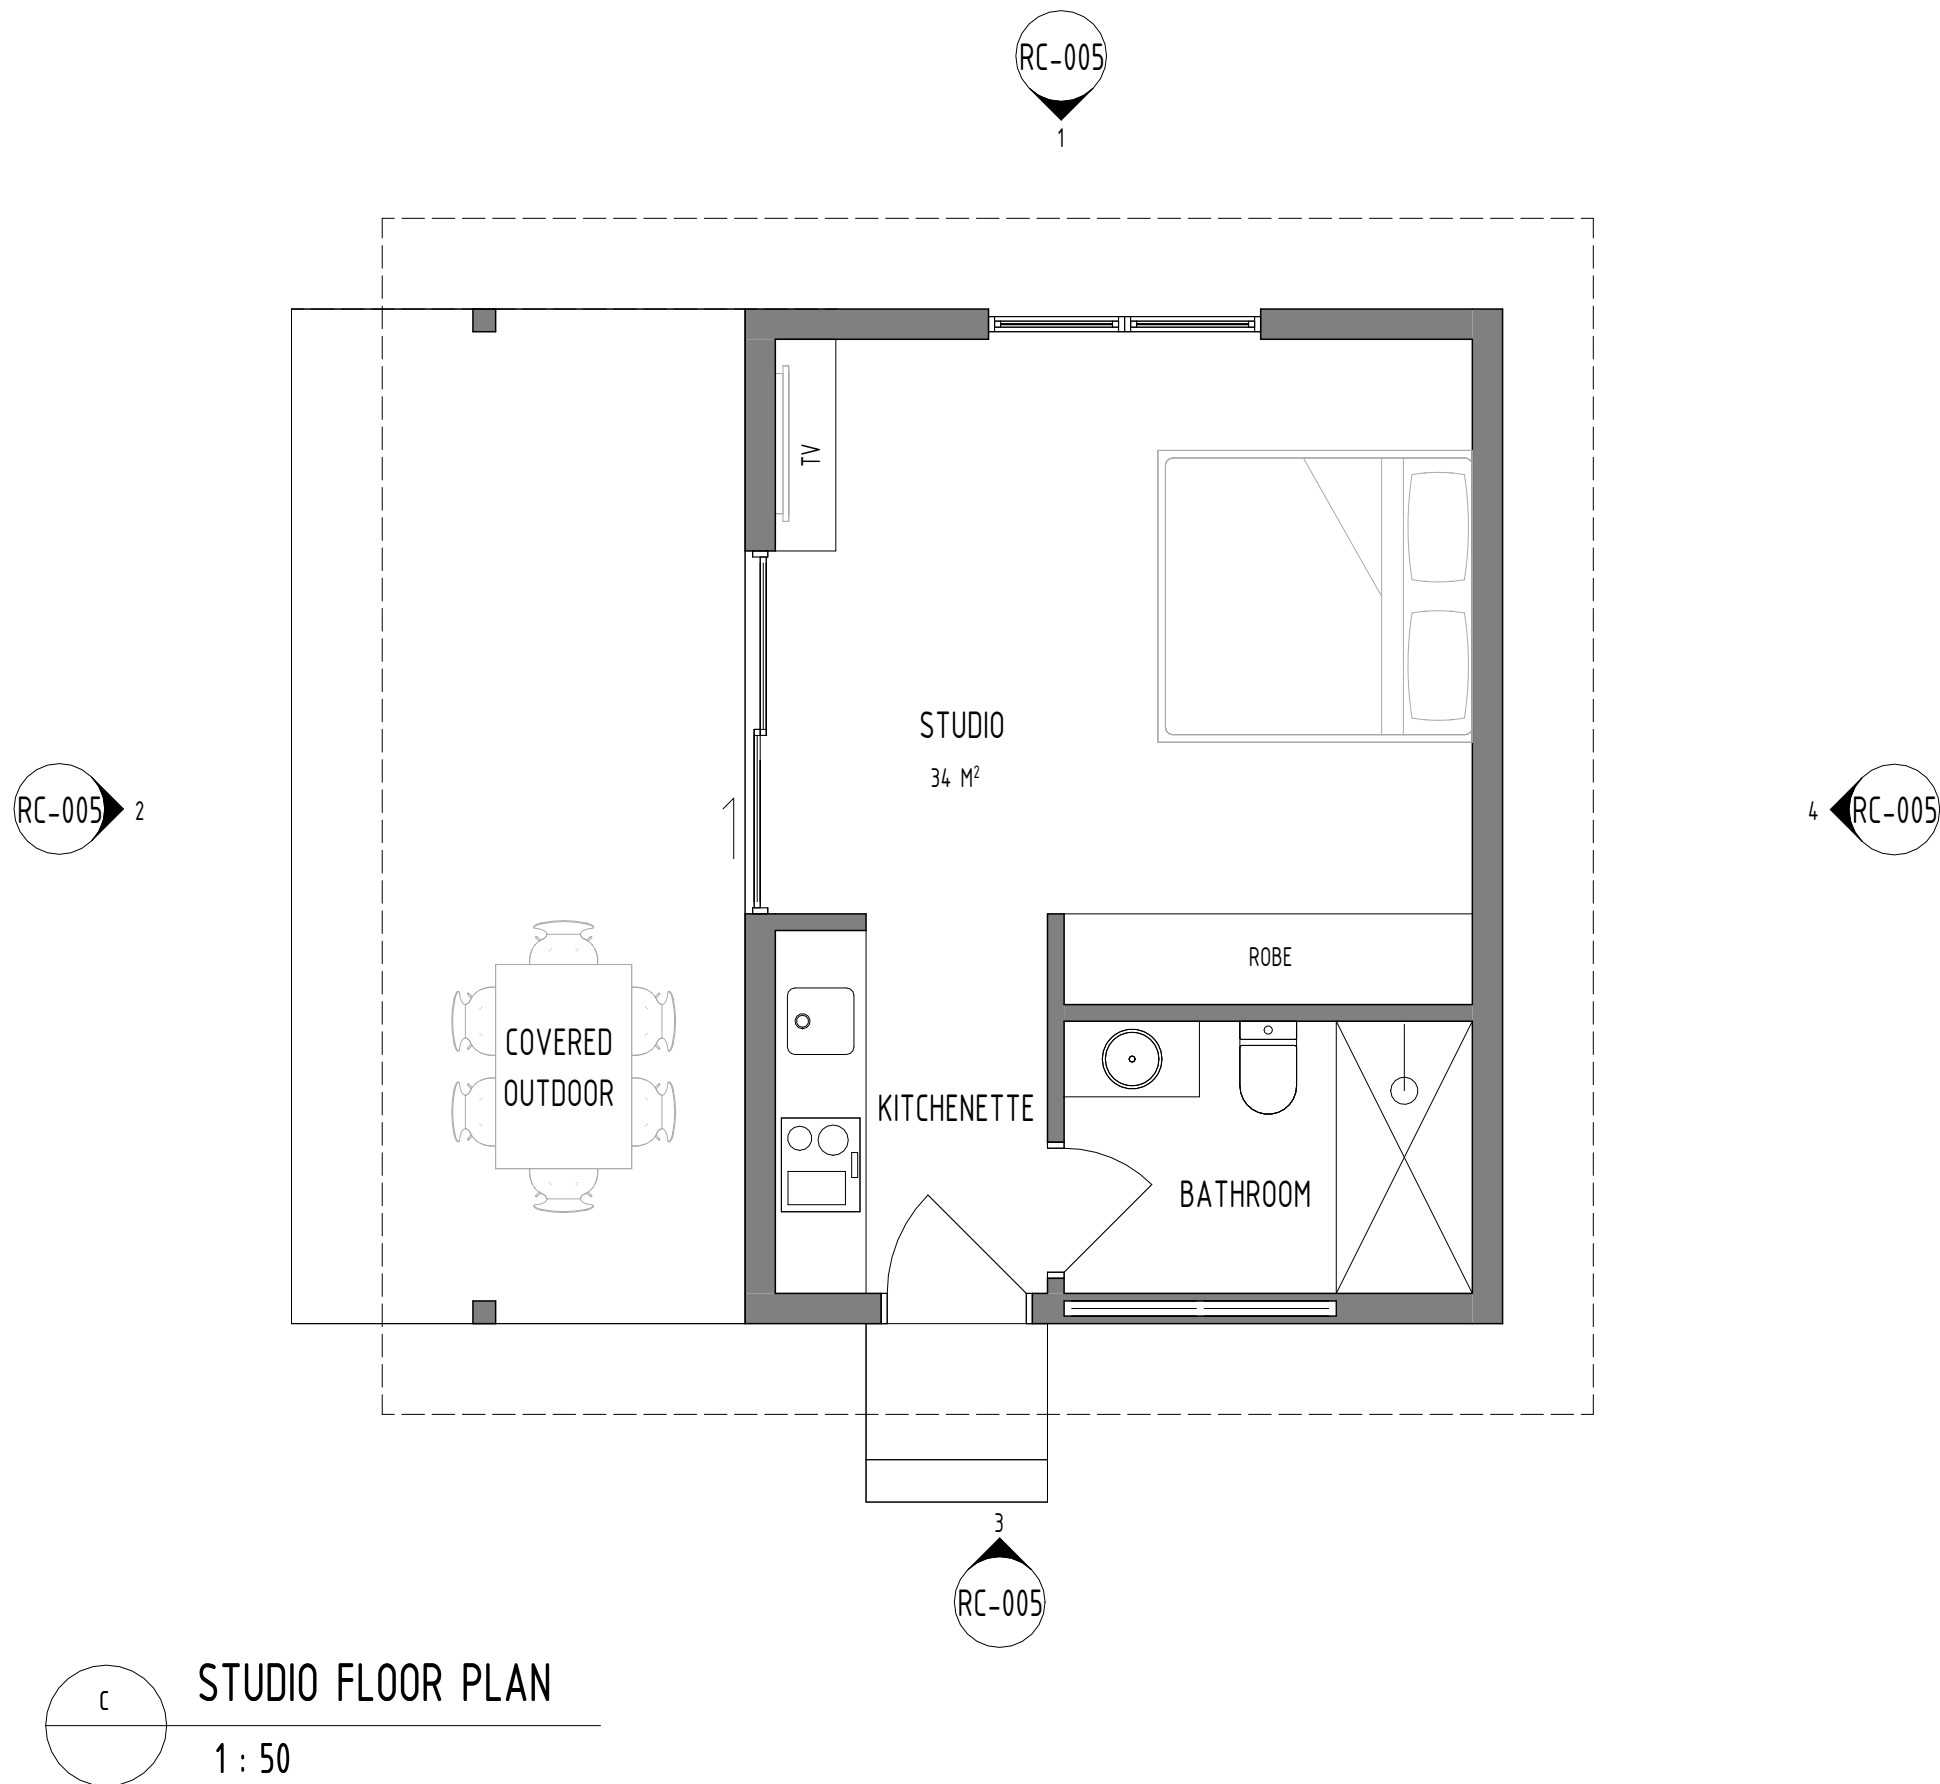 RC-005
1
TV
STUDIO
34 M²
RC-005
2
4
RC-005
ROBE
COVERED
OUTDOOR
KITCHENETTE
BATHROOM
3
RC-005
C
STUDIO FLOOR PLAN
1 : 50